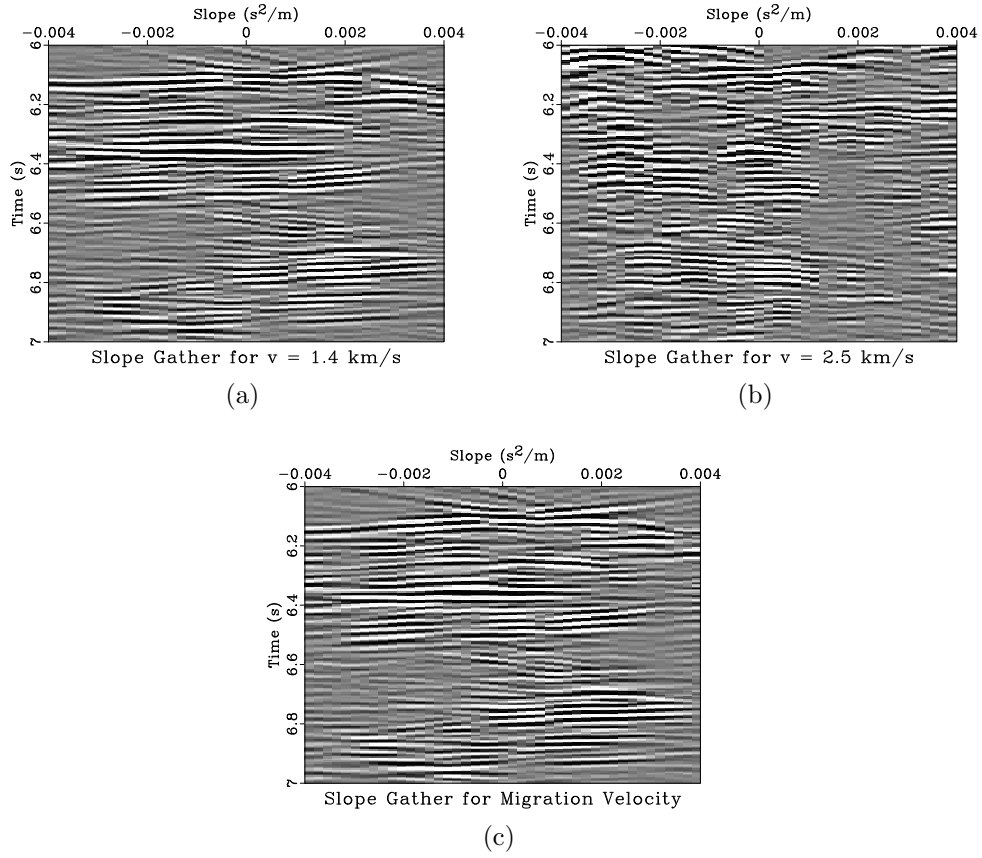 Slope (s²/m)
−0.004 −0.002 0 0.002 0.004
6
6.2
6.4
6.6
6.8
7
Time (s)
Slope Gather for v = 1.4 km/s
(a)
Slope (s²/m)
−0.004 −0.002 0 0.002 0.004
6
6.2
6.4
6.6
6.8
7
Time (s)
Slope Gather for v = 2.5 km/s
(b)
Slope (s²/m)
−0.004 −0.002 0 0.002 0.004
6
6.2
6.4
6.6
6.8
7
Time (s)
Slope Gather for Migration Velocity
(c)